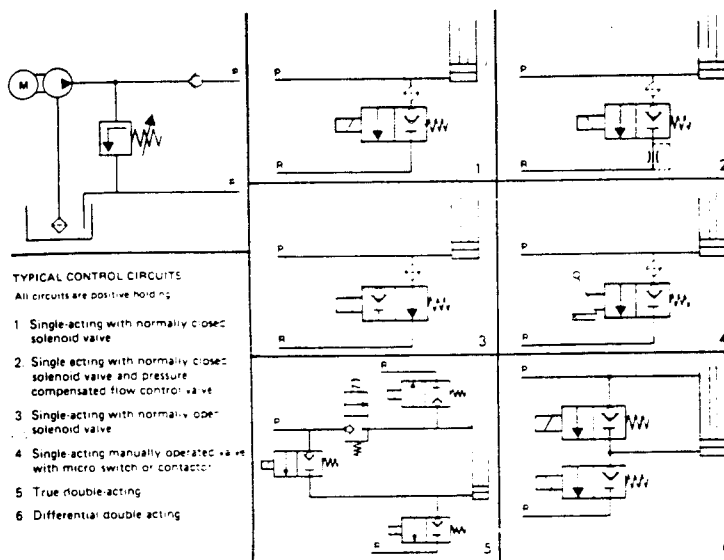 M
P
R
P
R
1
P
R
2
P
R
3
P
R
4
TYPICAL CONTROL CIRCUITS
All circuits are positive holding
1 Single-acting with normally closed
solenoid valve
2. Single acting with normally closed
solenoid valve and pressure
compensated flow control valve
3 Single-acting with normally open
solenoid valve
4 Single-acting manually operated valve
with micro switch or contactor
5 True double-acting
6 Differential double acting
R
P
R
5
P
R